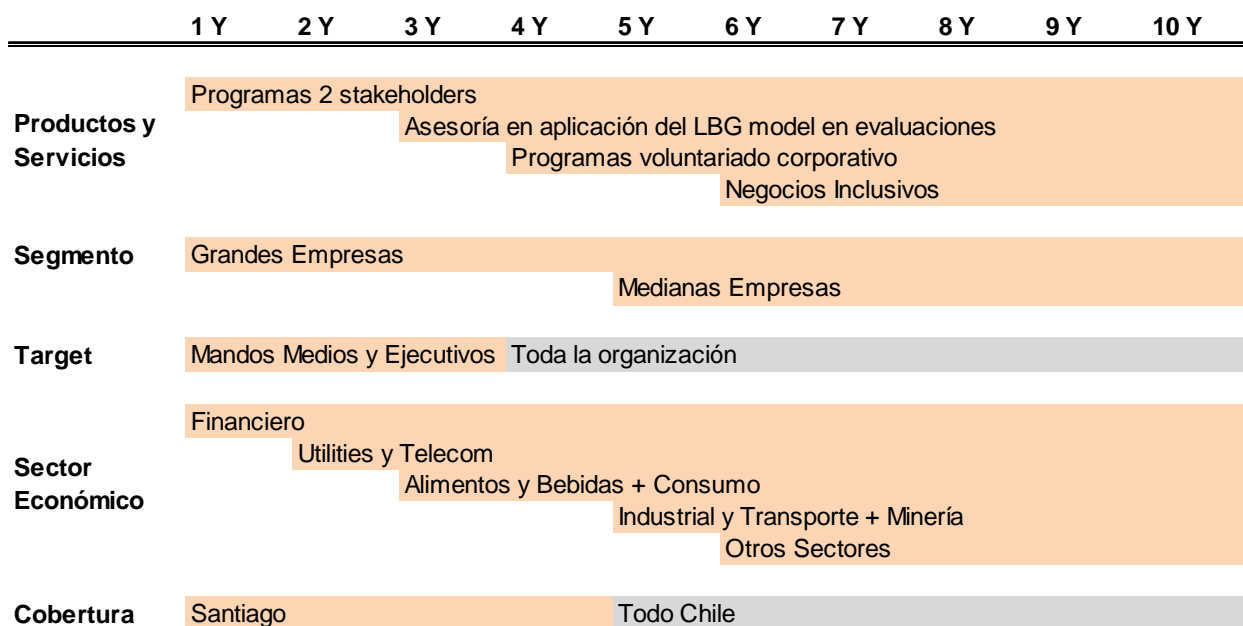 1 Y 2 Y 3 Y 4 Y 5 Y 6 Y 7 Y 8 Y 9 Y 10 Y
Productos y
Servicios
Programas 2 stakeholders
Asesoría en aplicación del LBG model en evaluaciones
Programas voluntariado corporativo
Negocios Inclusivos
Segmento
Grandes Empresas
Medianas Empresas
Target
Mandos Medios y Ejecutivos Toda la organización
Sector
Económico
Financiero
Utilities y Telecom
Alimentos y Bebidas + Consumo
Industrial y Transporte + Minería
Otros Sectores
Cobertura
Santiago Todo Chile